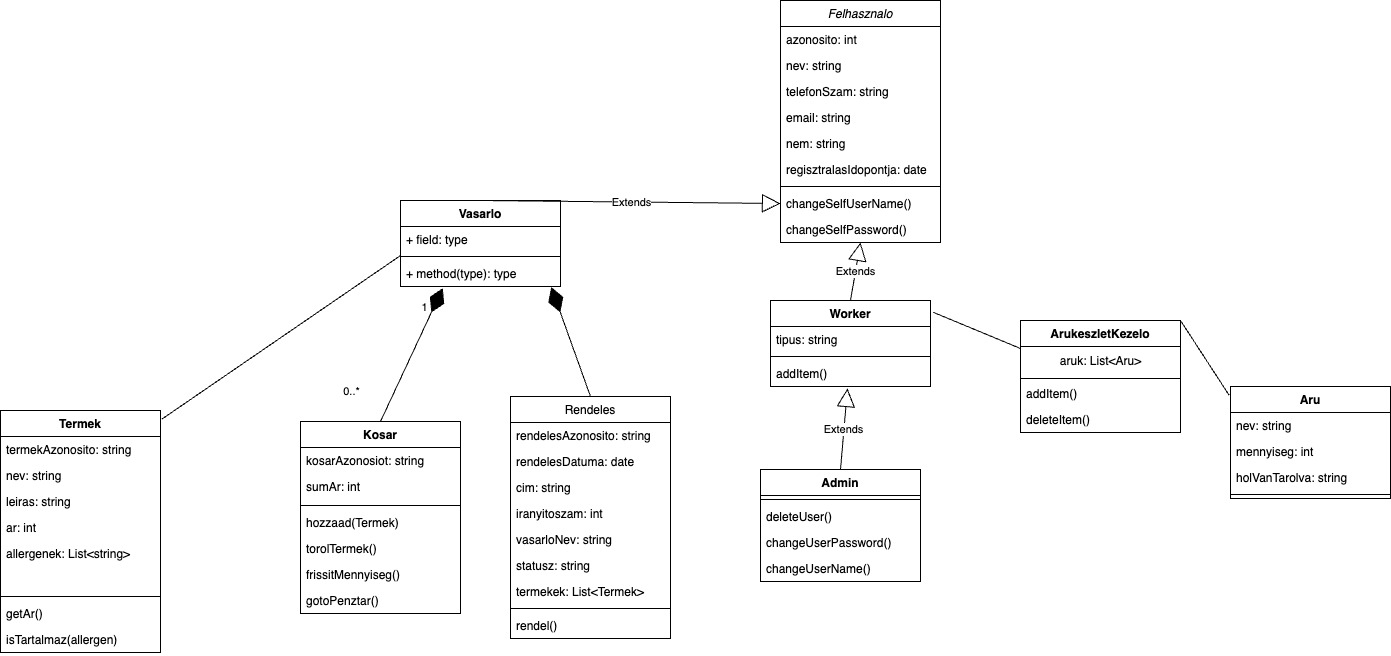 Felhasznalo
azonosito: int
nev: string
telefonSzam: string
email: string
nem: string
regisztralasIdopontja: date
changeSelfUserName()
changeSelfPassword()
Extends
Vasarlo
+ field: type
+ method(type): type
1
0..*
Extends
Worker
tipus: string
addItem()
Extends
Admin
deleteUser()
changeUserPassword()
changeUserName()
ArukeszletKezelo
aruk: List<Aru>
addItem()
deleteItem()
Aru
nev: string
mennyiseg: int
holVanTarolva: string
Termek
termekAzonosito: string
nev: string
leiras: string
ar: int
allergenek: List<string>
getAr()
isTartalmaz(allergen)
Kosar
kosarAzonosiot: string
sumAr: int
hozzaad(Termek)
torolTermek()
frissitMennyiseg()
gotoPenztar()
Rendeles
rendelesAzonosito: string
rendelesDatuma: date
cim: string
iranyitoszam: int
vasarloNev: string
statusz: string
termekek: List<Termek>
rendel()